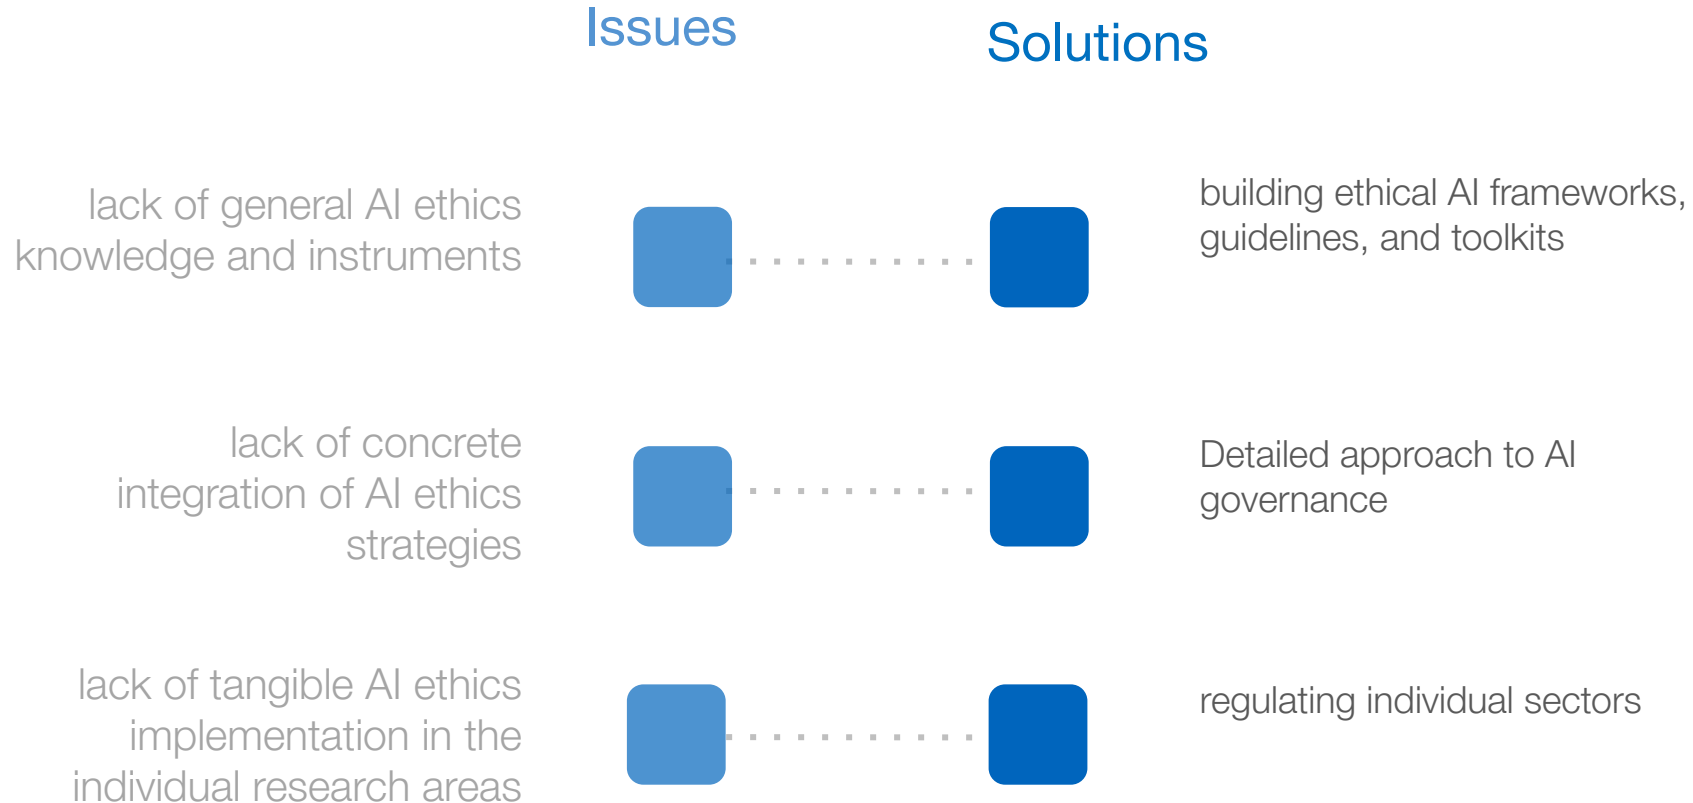 Issues
Solutions
lack of general AI ethics
knowledge and instruments
building ethical AI frameworks,
guidelines, and toolkits
lack of concrete
integration of AI ethics
strategies
Detailed approach to AI
governance
lack of tangible AI ethics
implementation in the
individual research areas
regulating individual sectors